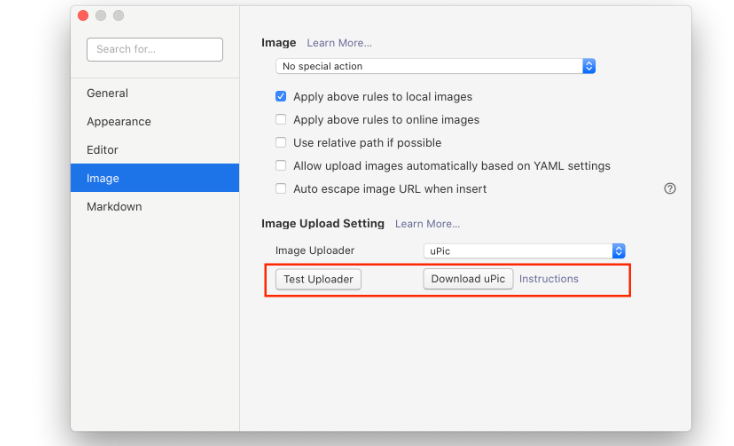 Search for...
General
Appearance
Editor
Image
Markdown
Image Learn More...
No special action
Apply above rules to local images
Apply above rules to online images
Use relative path if possible
Allow upload images automatically based on YAML settings
Auto escape image URL when insert ?
Image Upload Setting Learn More...
Image Uploader uPic
Test Uploader Download uPic Instructions